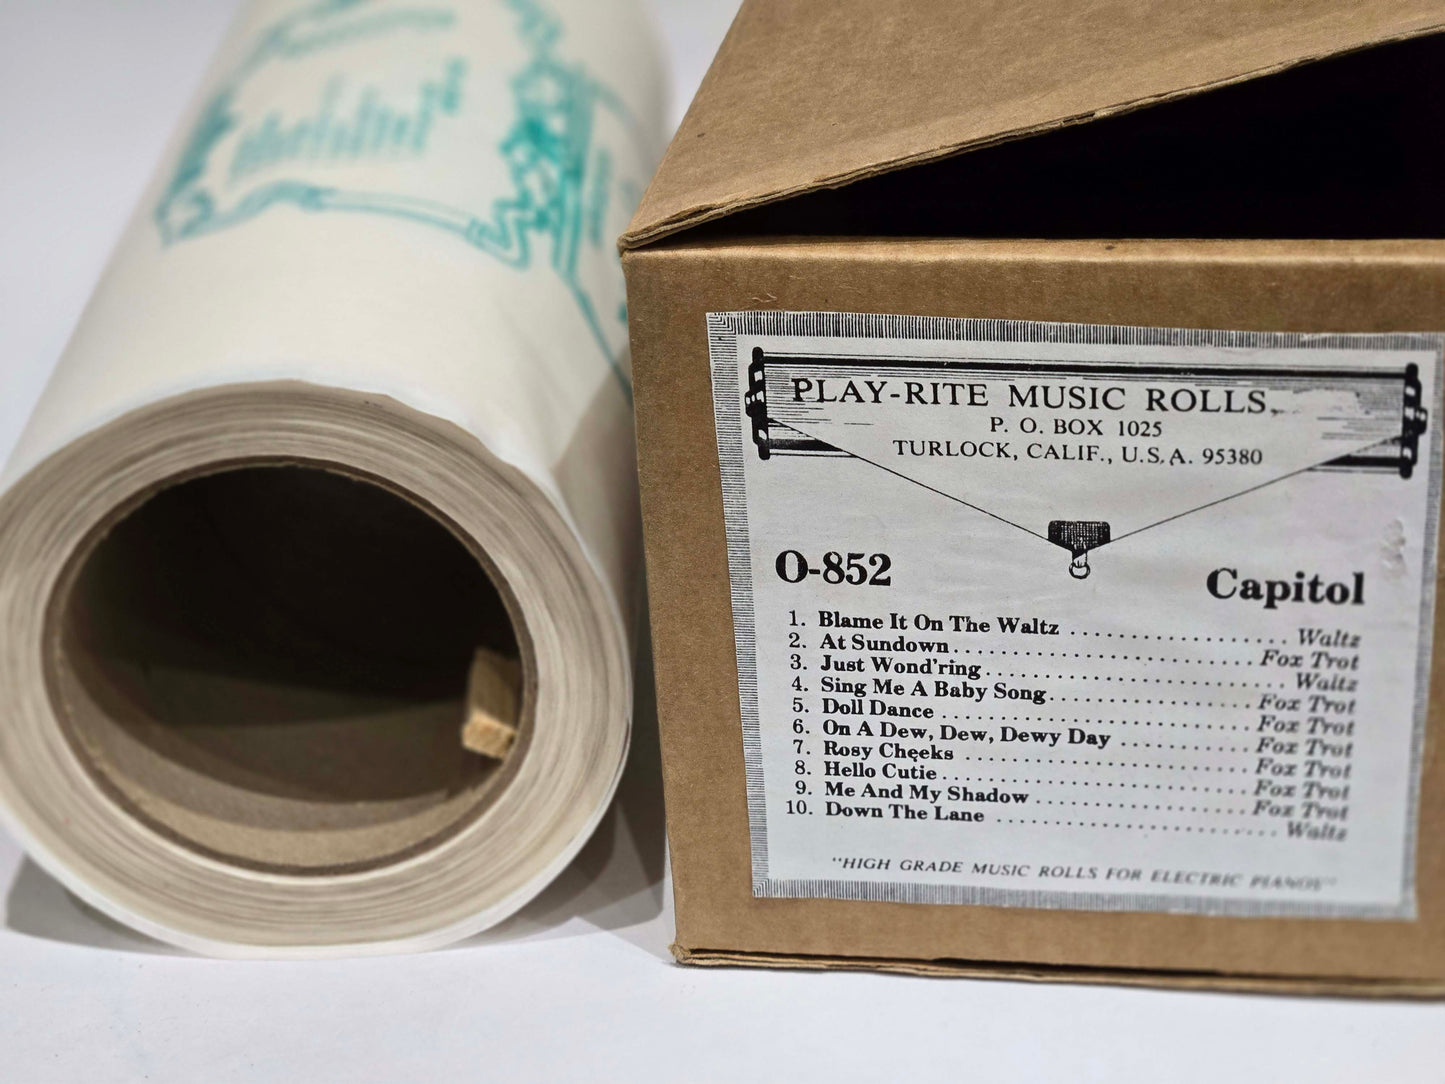 PLAY-RITE MUSIC ROLLS,
P. O. BOX 1025
TURLOCK, CALIF., U.S.A. 95380
O-852 Capitol
1. Blame It On The Waltz .................. Waltz
2. At Sundown .......................... Fox Trot
3. Just Wond'ring ........................ Waltz
4. Sing Me A Baby Song .................. Fox Trot
5. Doll Dance .......................... Fox Trot
6. On A Dew, Dew, Dewy Day ........... Fox Trot
7. Rosy Cheeks ........................ Fox Trot
8. Hello Cutie .......................... Fox Trot
9. Me And My Shadow .................. Fox Trot
10. Down The Lane ........................ Waltz
"HIGH GRADE MUSIC ROLLS FOR ELECTRIC PIANOS"